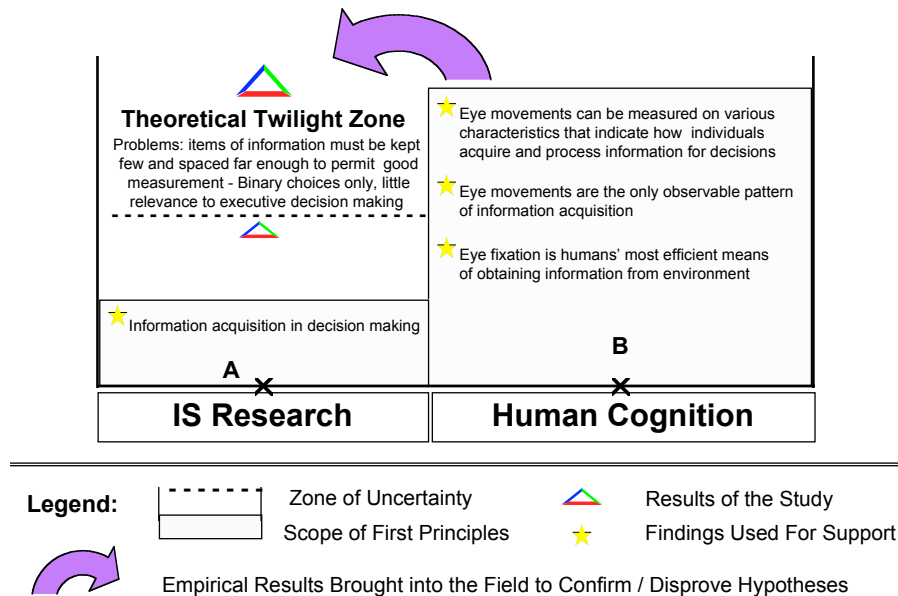 Theoretical Twilight Zone
Problems: items of information must be kept
few and spaced far enough to permit good
measurement - Binary choices only, little
relevance to executive decision making
Information acquisition in decision making
A
IS Research
Eye movements can be measured on various
characteristics that indicate how individuals
acquire and process information for decisions
Eye movements are the only observable pattern
of information acquisition
Eye fixation is humans' most efficient means
of obtaining information from environment
B
Human Cognition
Legend:
Zone of Uncertainty
Scope of First Principles
Results of the Study
Findings Used For Support
Empirical Results Brought into the Field to Confirm / Disprove Hypotheses